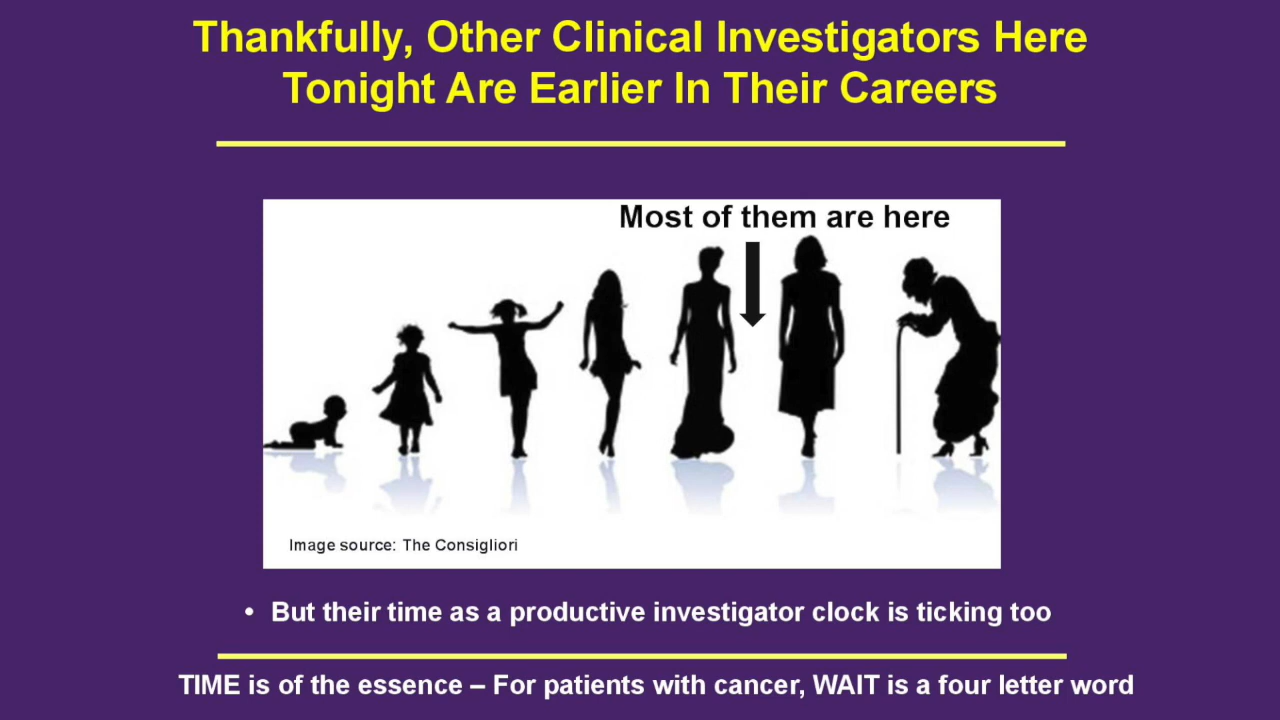 Thankfully, Other Clinical Investigators Here
Tonight Are Earlier In Their Careers
Most of them are here
Image source: The Consigliori
• But their time as a productive investigator clock is ticking too
TIME is of the essence – For patients with cancer, WAIT is a four letter word